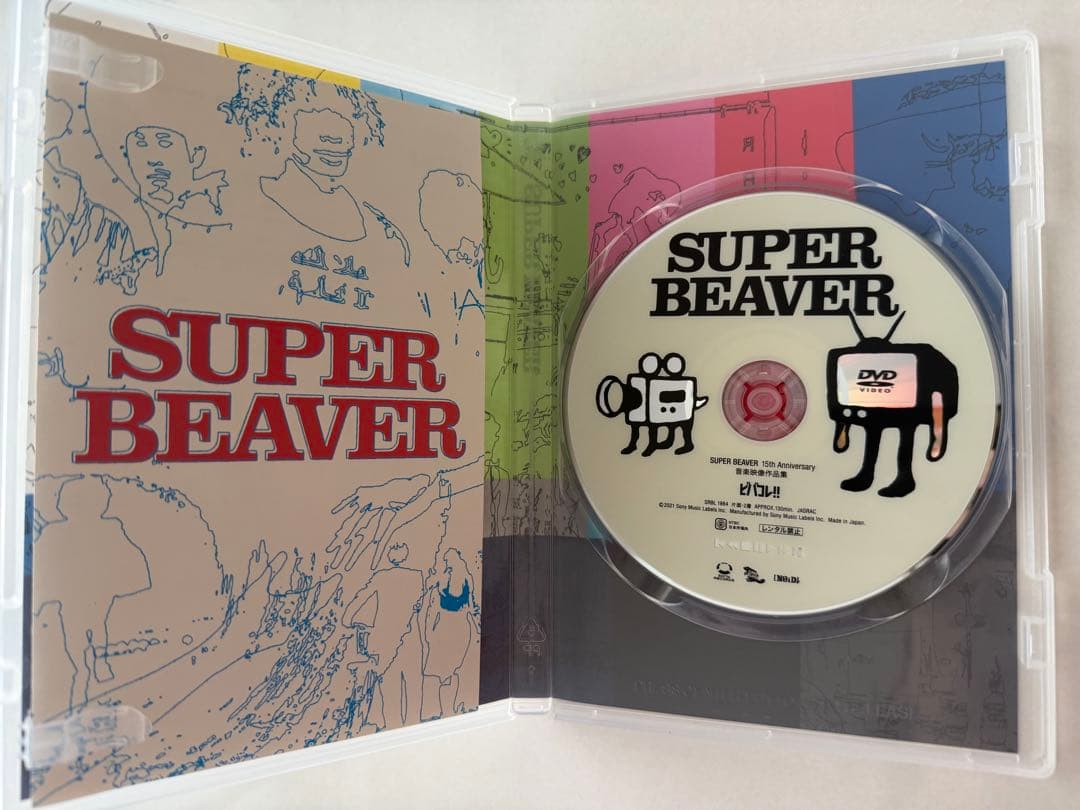 SUPER
BEAVER
SUPER
BEAVER
DVD
VIDEO
SUPER BEAVER 15th Anniversary
音楽映像作品集
ビバコレ!!
SRBL 1984 片面・2層 APPROX.130min. JASRAC
©2021 Sony Music Labels Inc. Manufactured by Sony Music Labels Inc. Made in Japan.
レンタル禁止
[NOiD]